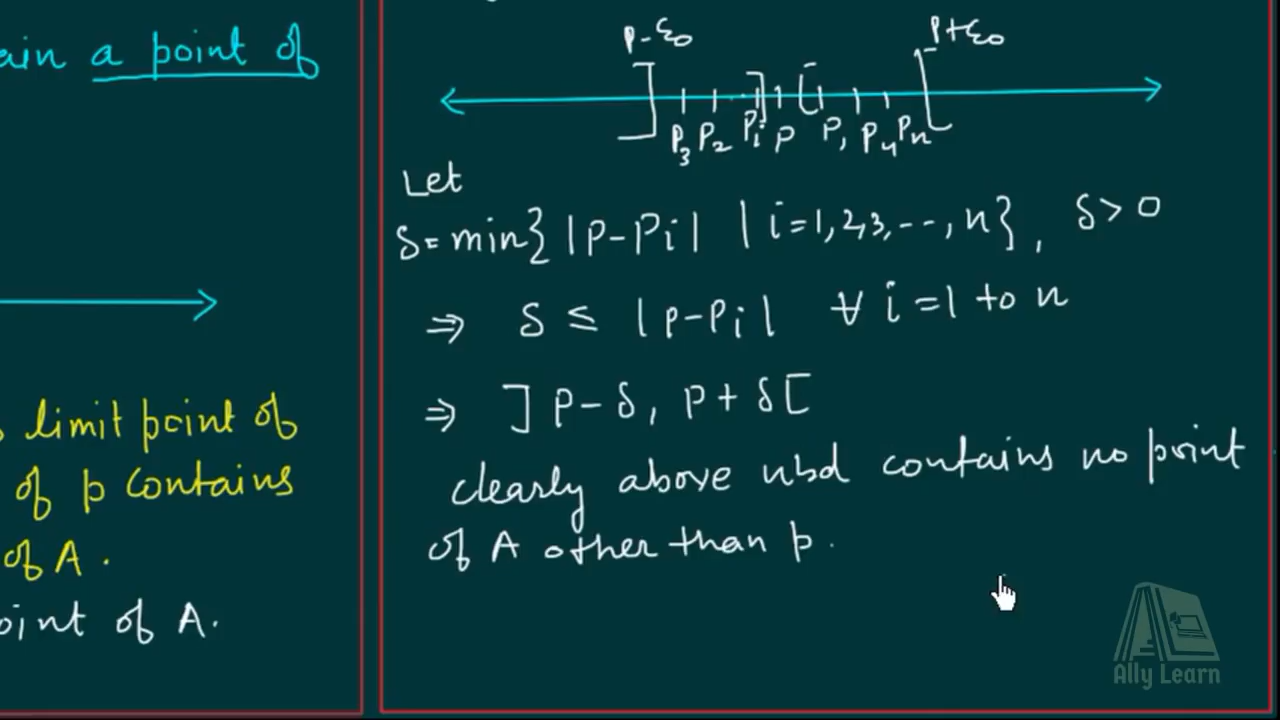 ain a point of
limit point of
of p contains
of A.
oint of A.
p-ε₀ p+ε₀
P₃ P₂ Pᵢ P P₁ P₄ Pₙ
Let
δ = min{ |p-pᵢ| | i=1,2,3,--,n}, δ>0
⇒ δ ≤ |p-pᵢ| ∀ i=1 to n
⇒ ]p-δ, p+δ[
clearly above nbd contains no point
of A other than p.
Ally Learn